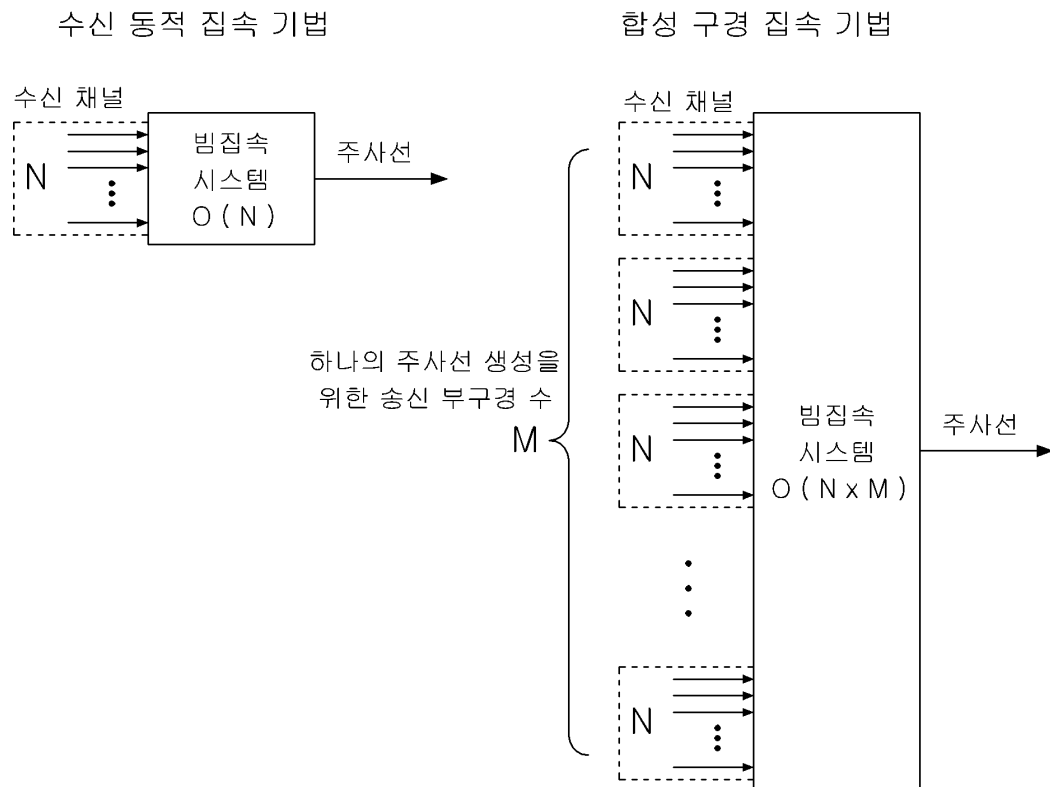 수신 동적 집속 기법
수신 채널
N
빔집속
시스템
O ( N )
주사선
합성 구경 집속 기법
수신 채널
N
N
N
N
하나의 주사선 생성을
위한 송신 부구경 수
M
빔집속
시스템
O ( N x M )
주사선